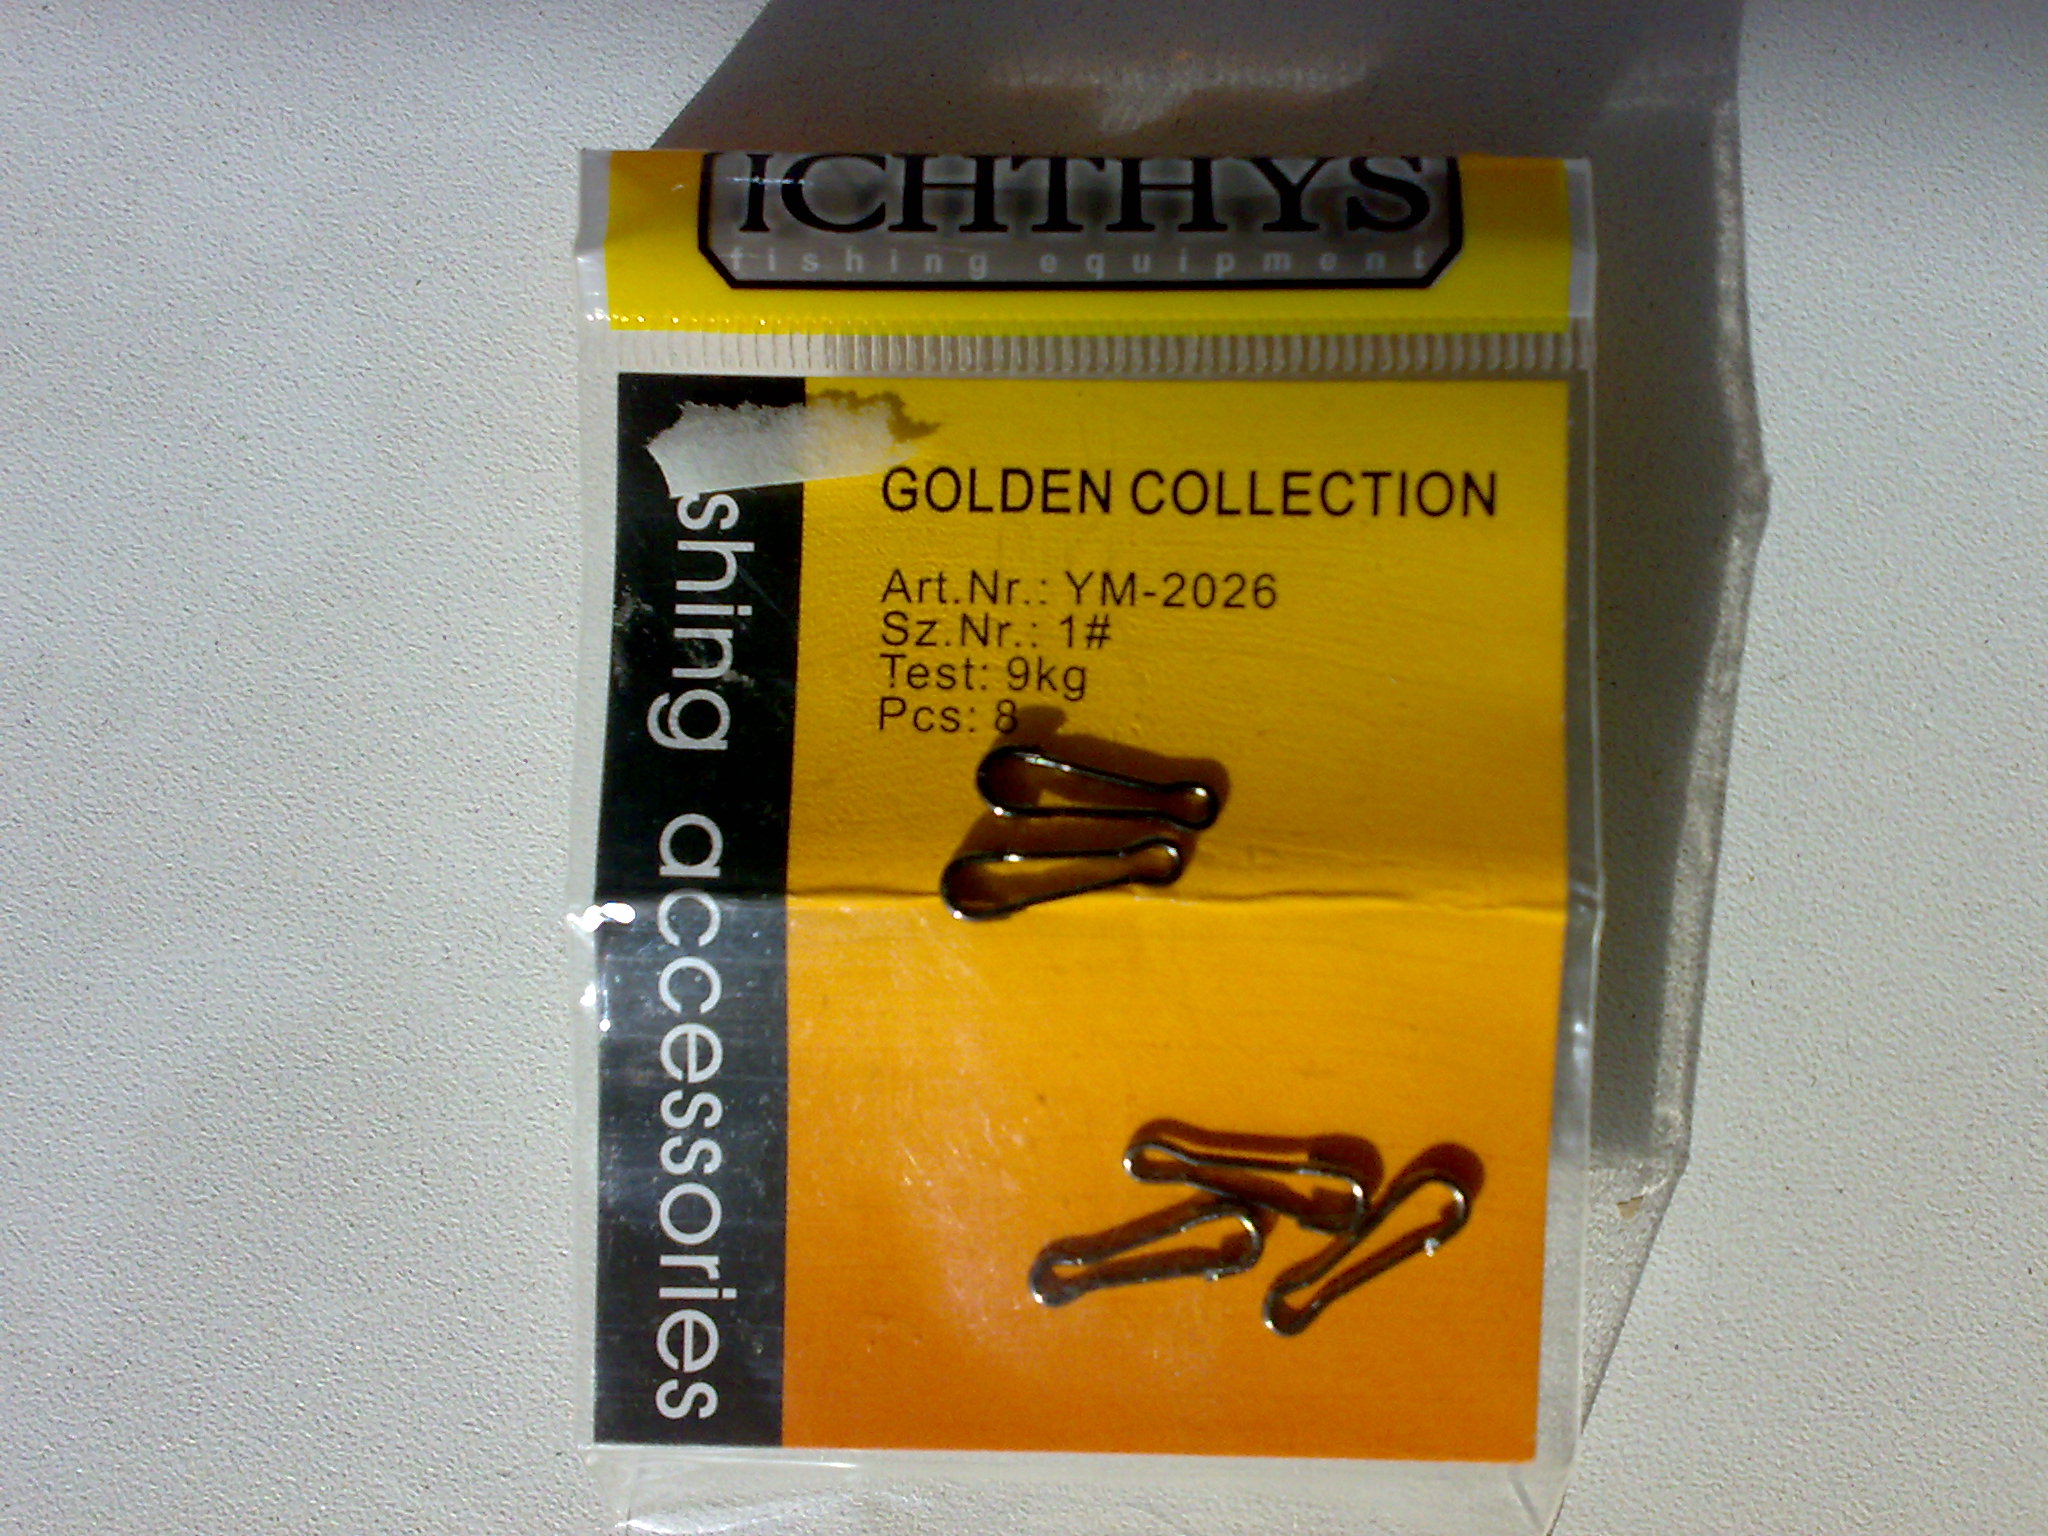 ICHTHYS
fishing equipment
GOLDEN COLLECTION
Art.Nr.: YM-2026
Sz.Nr.: 1#
Test: 9kg
Pcs: 8
shing accessories